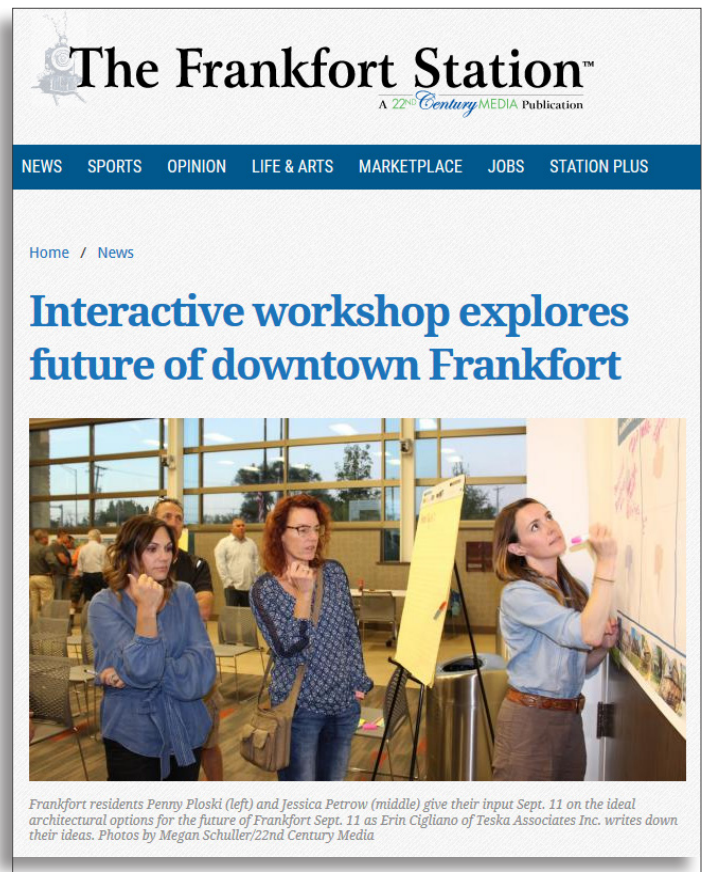 The Frankfort Station™
A 22ND Century MEDIA Publication
NEWS SPORTS OPINION LIFE & ARTS MARKETPLACE JOBS STATION PLUS
Home / News
Interactive workshop explores
future of downtown Frankfort
Frankfort residents Penny Ploski (left) and Jessica Petrow (middle) give their input Sept. 11 on the ideal
architectural options for the future of Frankfort Sept. 11 as Erin Cigliano of Teska Associates Inc. writes down
their ideas. Photos by Megan Schuller/22nd Century Media